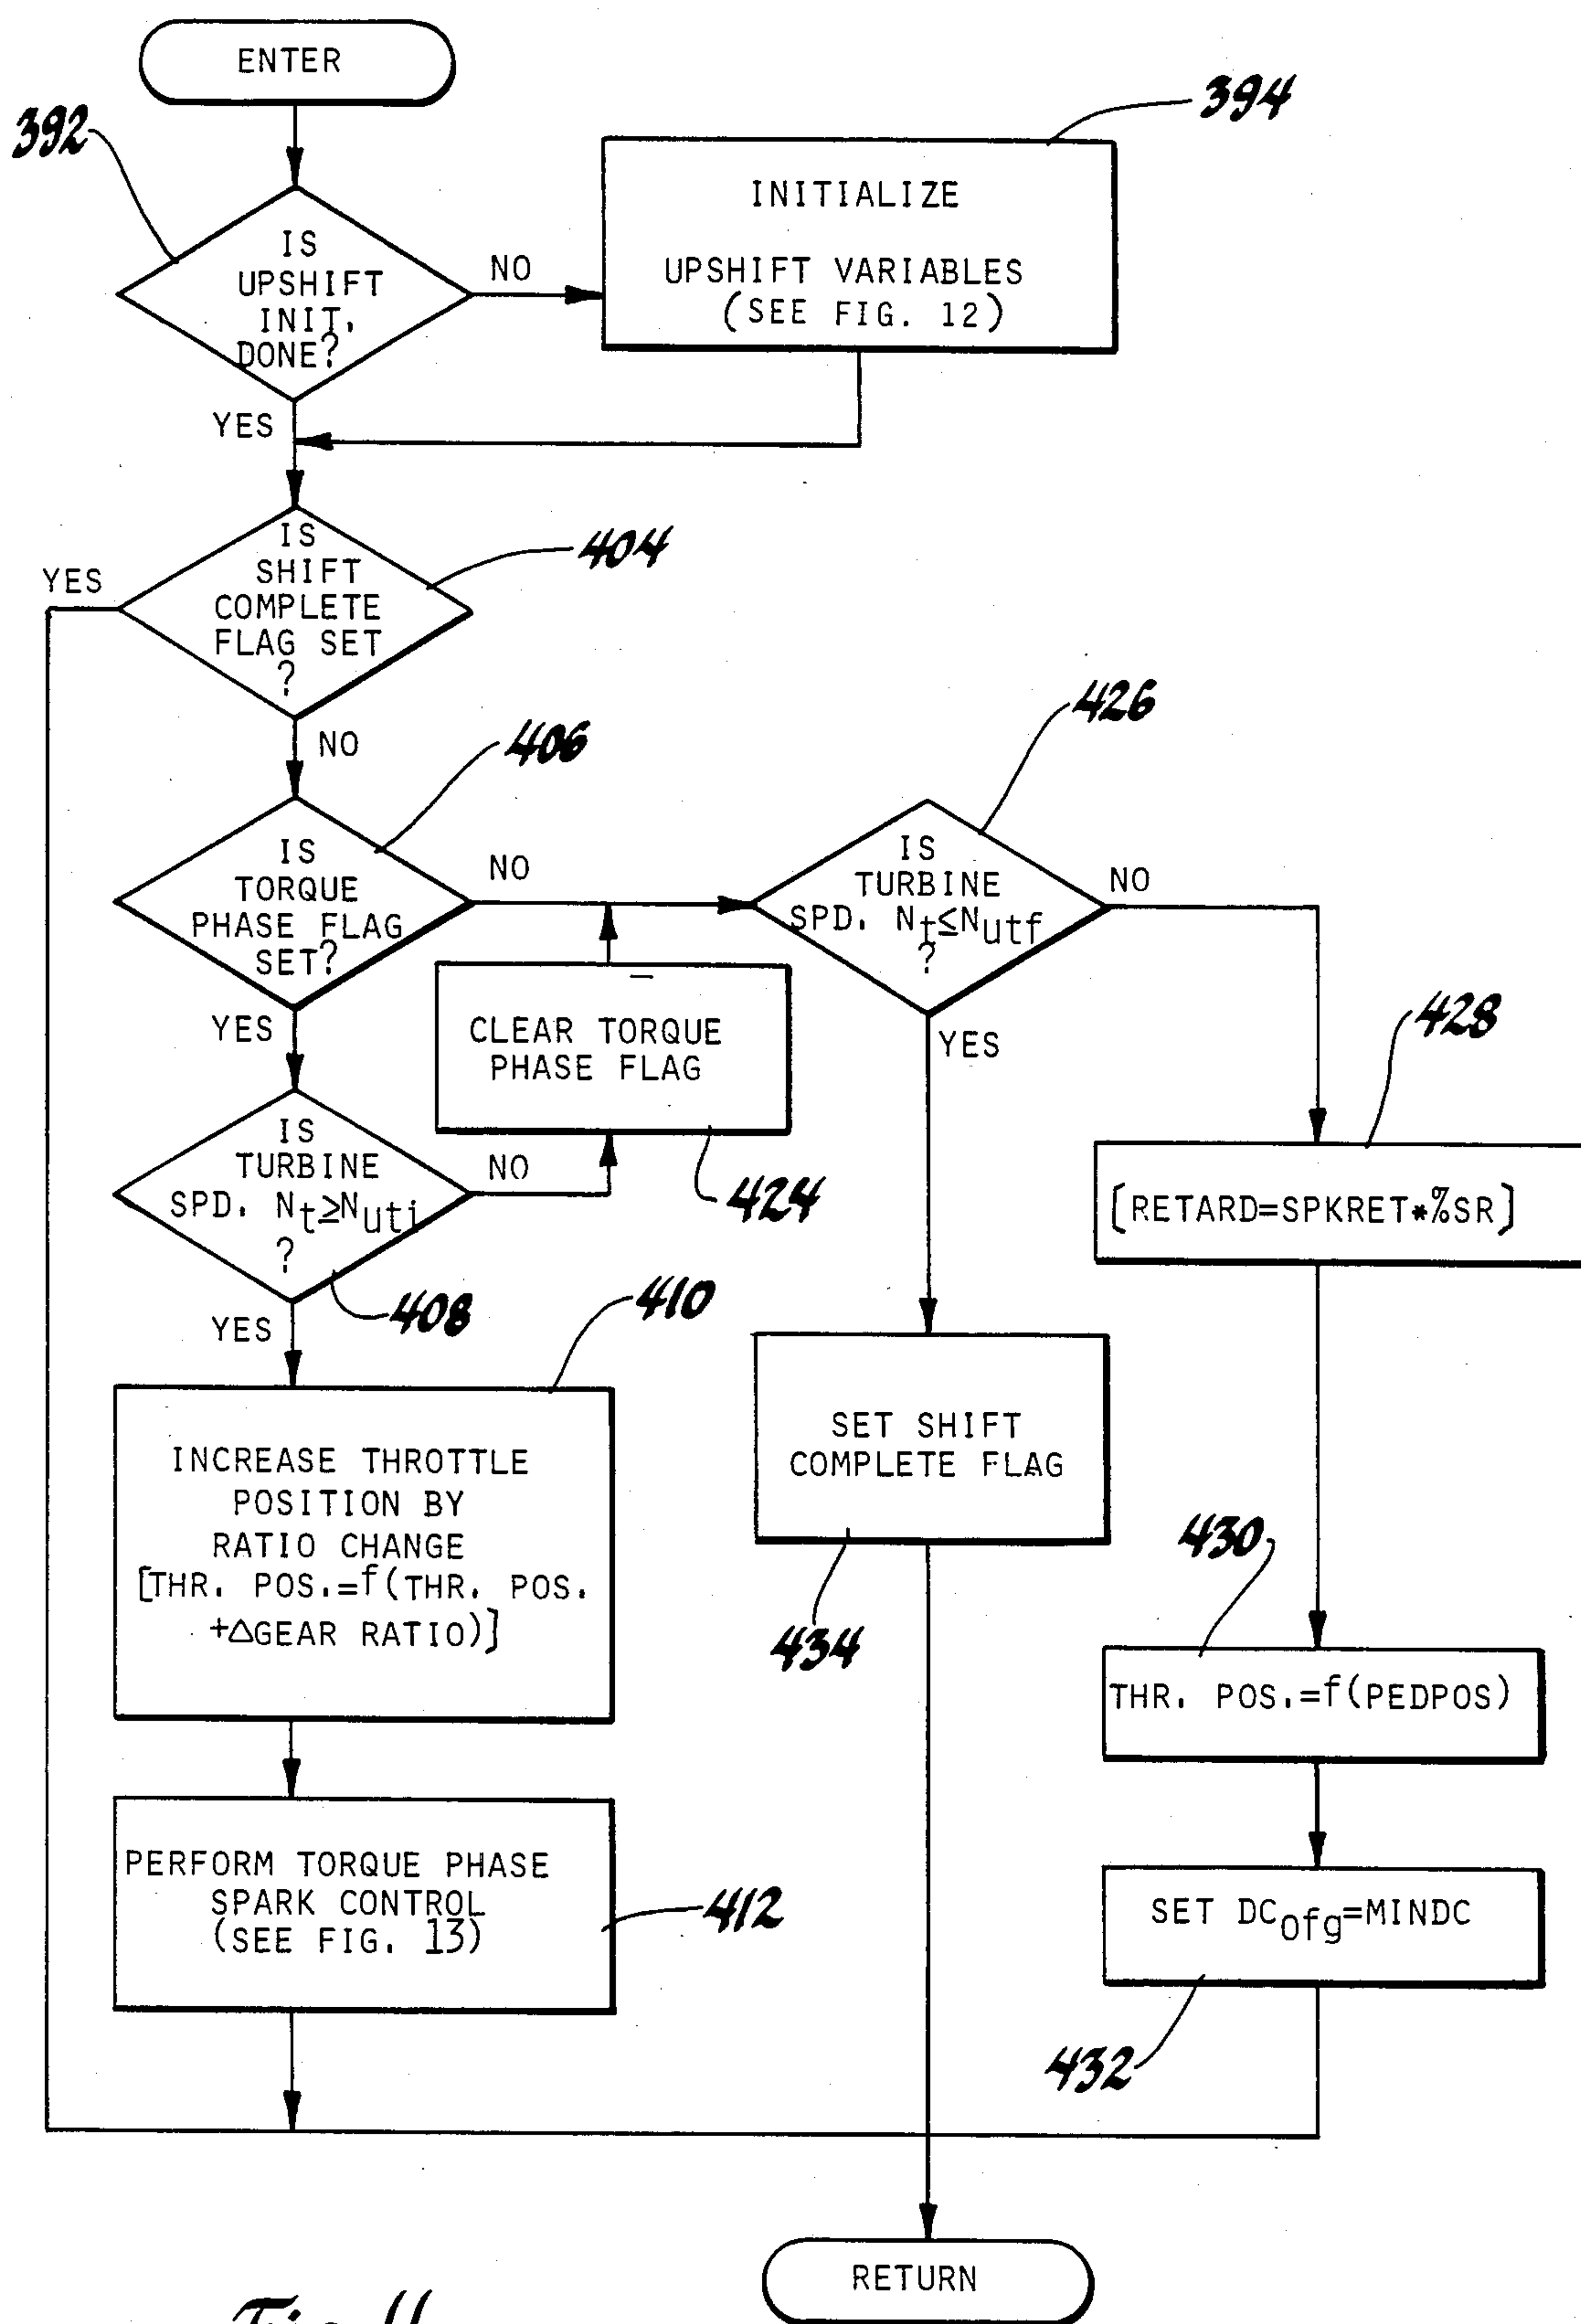 ENTER
392
394
IS
UPSHIFT
INIT.
DONE?
NO
INITIALIZE
UPSHIFT VARIABLES
(SEE FIG. 12)
YES
IS
SHIFT
COMPLETE
FLAG SET
?
404
YES
NO
406
426
IS
TORQUE
PHASE FLAG
SET?
NO
IS
TURBINE
SPD. Nt≤Nutf
?
NO
YES
CLEAR TORQUE
PHASE FLAG
424
YES
428
[RETARD=SPKRET*%SR]
IS
TURBINE
SPD. Nt≥Nuti
?
NO
408
YES
410
INCREASE THROTTLE
POSITION BY
RATIO CHANGE
[THR. POS.=f(THR. POS.
+ΔGEAR RATIO)]
SET SHIFT
COMPLETE FLAG
434
430
THR. POS.=f(PEDPOS)
PERFORM TORQUE PHASE
SPARK CONTROL
(SEE FIG. 13)
412
SET DCofg=MINDC
432
RETURN
Fig. 11